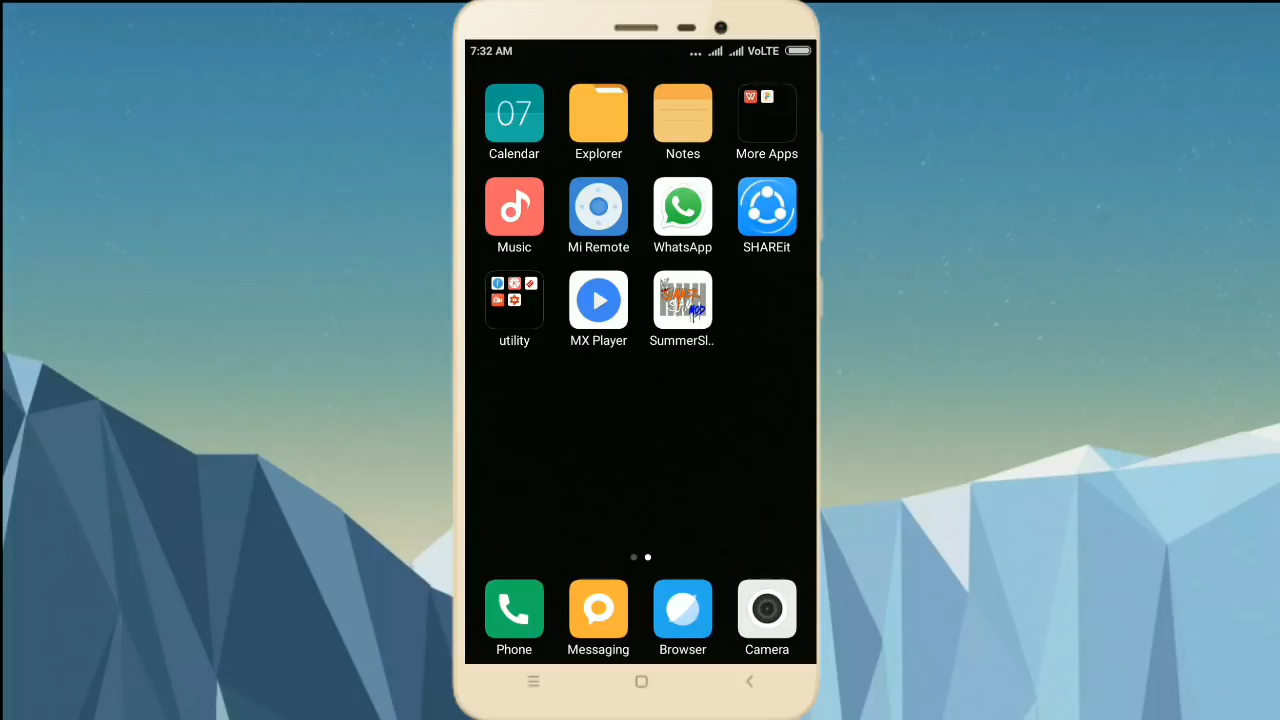 7:32 AM
VoLTE
07
Calendar
Explorer
Notes
More Apps
Music
Mi Remote
WhatsApp
SHAREit
utility
MX Player
SummerSl..
Phone
Messaging
Browser
Camera